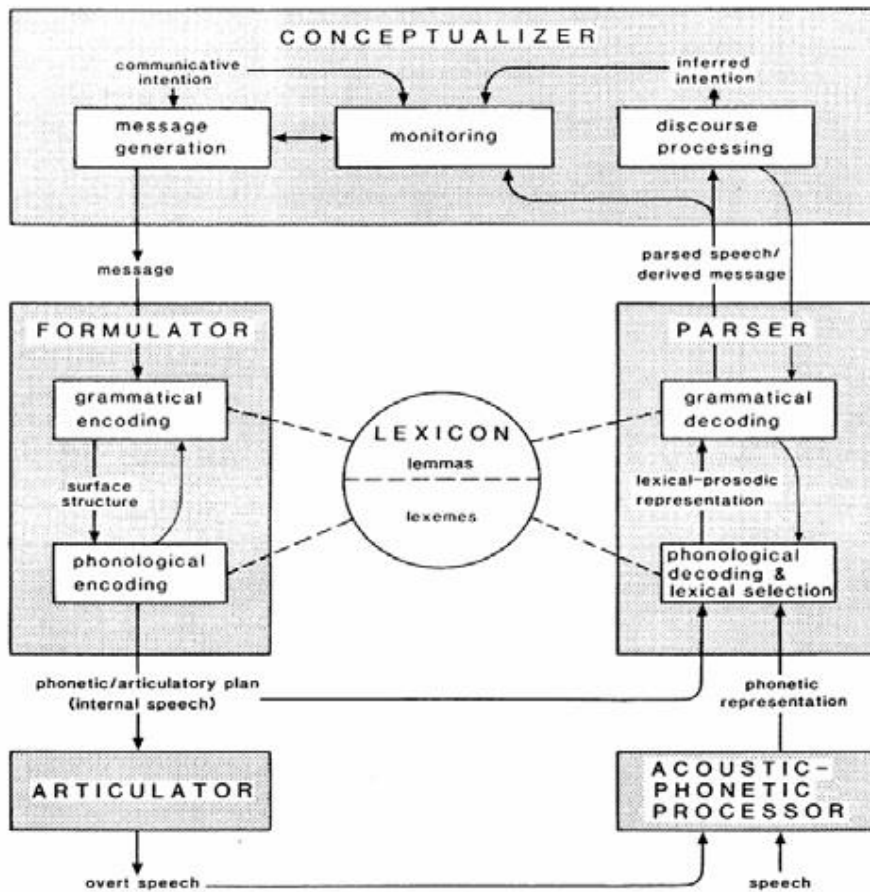 CONCEPTUALIZER
communicative
intention
inferred
intention
message
generation
monitoring
discourse
processing
message
parsed speech/
derived message
FORMULATOR
grammatical
encoding
surface
structure
phonological
encoding
LEXICON
lemmas
lexemes
PARSER
grammatical
decoding
lexical-prosodic
representation
phonological
decoding &
lexical selection
phonetic/articulatory plan
(internal speech)
phonetic
representation
ARTICULATOR
ACOUSTIC-
PHONETIC
PROCESSOR
overt speech
speech